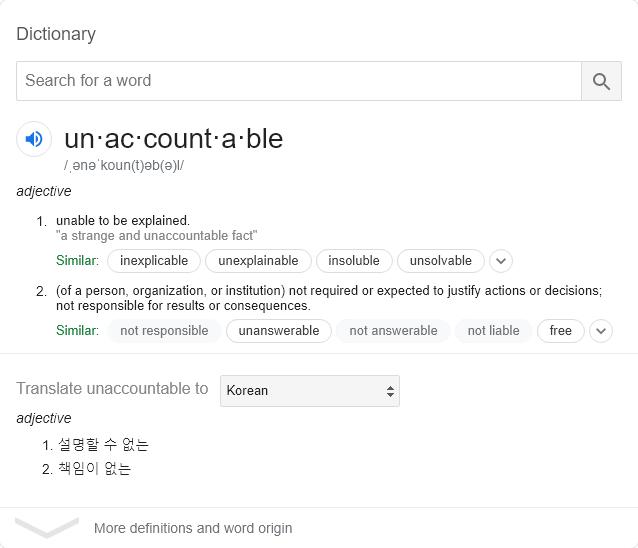 Dictionary
Search for a word
un·ac·count·a·ble
/ˌənəˈkoun(t)əb(ə)l/
adjective
1. unable to be explained.
"a strange and unaccountable fact"
Similar: inexplicable unexplainable insoluble unsolvable
2. (of a person, organization, or institution) not required or expected to justify actions or decisions;
not responsible for results or consequences.
Similar: not responsible unanswerable not answerable not liable free
Translate unaccountable to Korean
adjective
1. 설명할 수 없는
2. 책임이 없는
More definitions and word origin